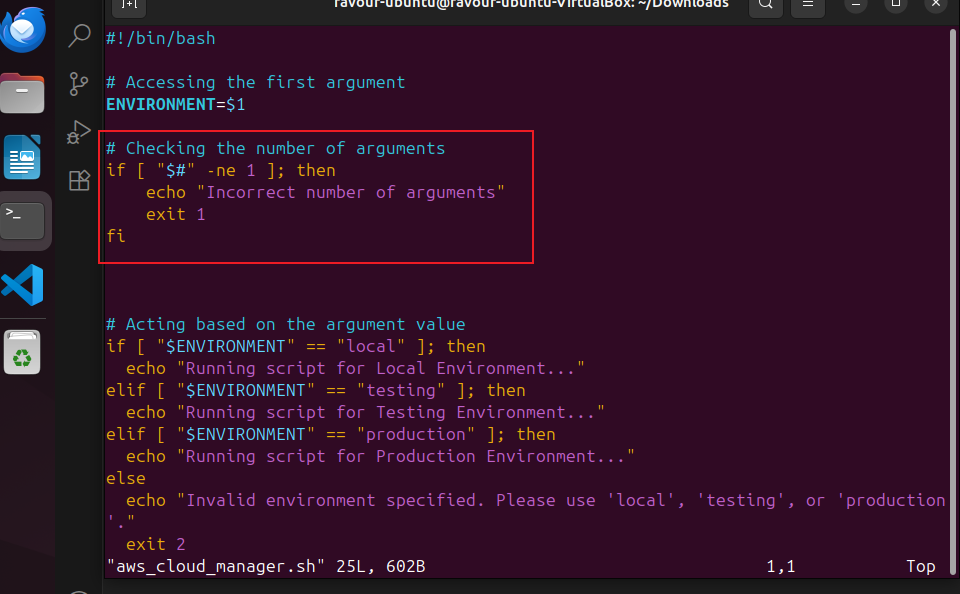 ravour-ubuntu@ravour-ubuntu-VirtualBox: ~/Downloads
#!/bin/bash
# Accessing the first argument
ENVIRONMENT=$1
# Checking the number of arguments
if [ "$#" -ne 1 ]; then
    echo "Incorrect number of arguments"
    exit 1
fi
# Acting based on the argument value
if [ "$ENVIRONMENT" == "local" ]; then
  echo "Running script for Local Environment..."
elif [ "$ENVIRONMENT" == "testing" ]; then
  echo "Running script for Testing Environment..."
elif [ "$ENVIRONMENT" == "production" ]; then
  echo "Running script for Production Environment..."
else
  echo "Invalid environment specified. Please use 'local', 'testing', or 'production
'."
  exit 2
"aws_cloud_manager.sh" 25L, 602B 1,1 Top